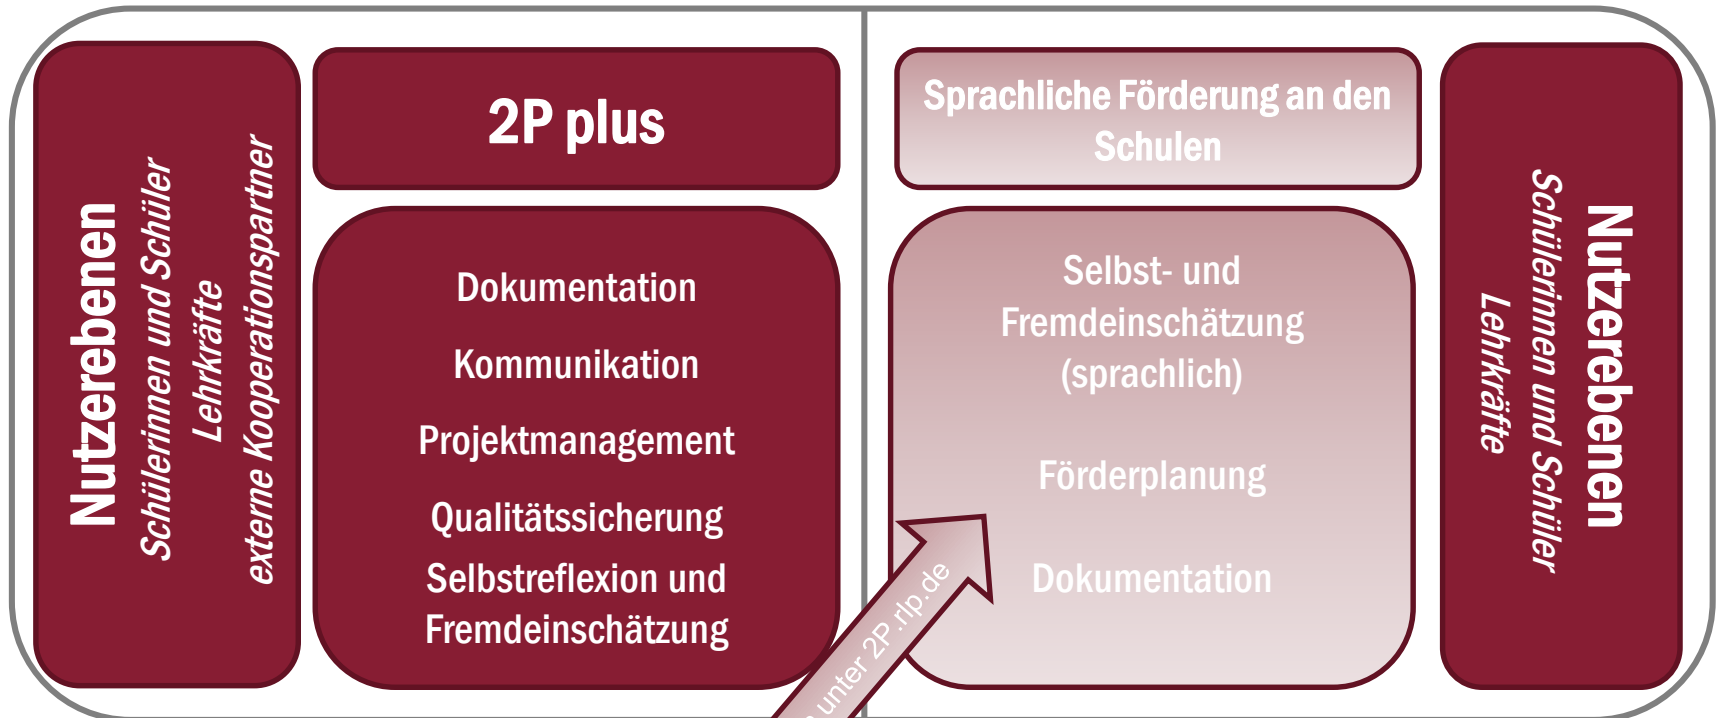 Nutzerebenen
Schülerinnen und Schüler
Lehrkräfte
externe Kooperationspartner
2P plus
Dokumentation
Kommunikation
Projektmanagement
Qualitätssicherung
Selbstreflexion und
Fremdeinschätzung
Sprachliche Förderung an den
Schulen
Selbst- und
Fremdeinschätzung
(sprachlich)
Förderplanung
Dokumentation
unter 2P.rlp.de
Nutzerebenen
Schülerinnen und Schüler
Lehrkräfte